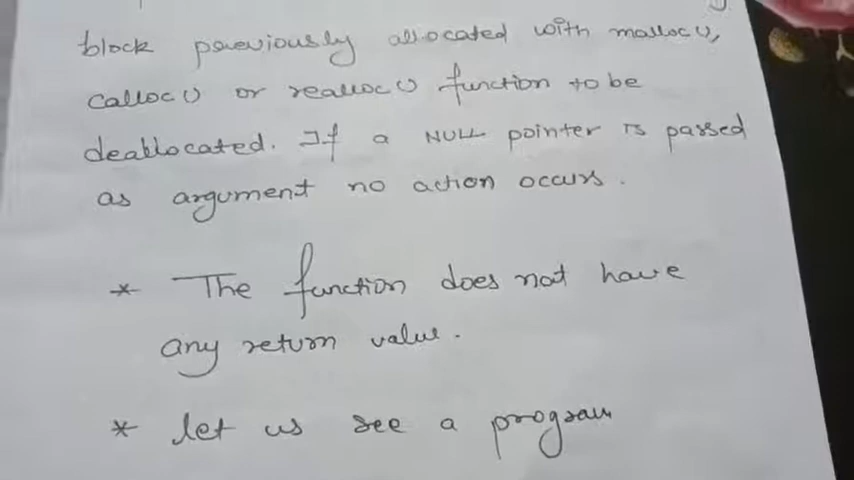 block previously allocated with malloc(),
calloc() or realloc() function to be
deallocated. If a NULL pointer is passed
as argument no action occurs.
* The function does not have
any return value.
* let us see a program